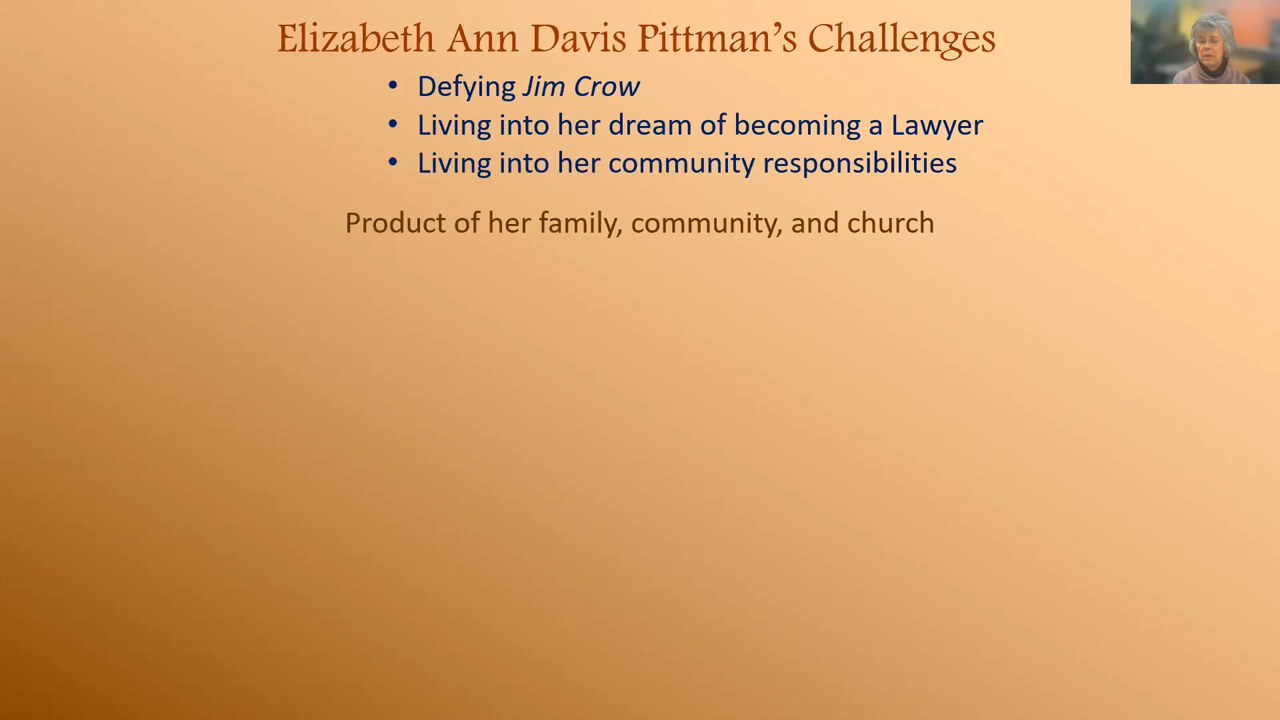 Elizabeth Ann Davis Pittman’s Challenges
• Defying Jim Crow
• Living into her dream of becoming a Lawyer
• Living into her community responsibilities
Product of her family, community, and church